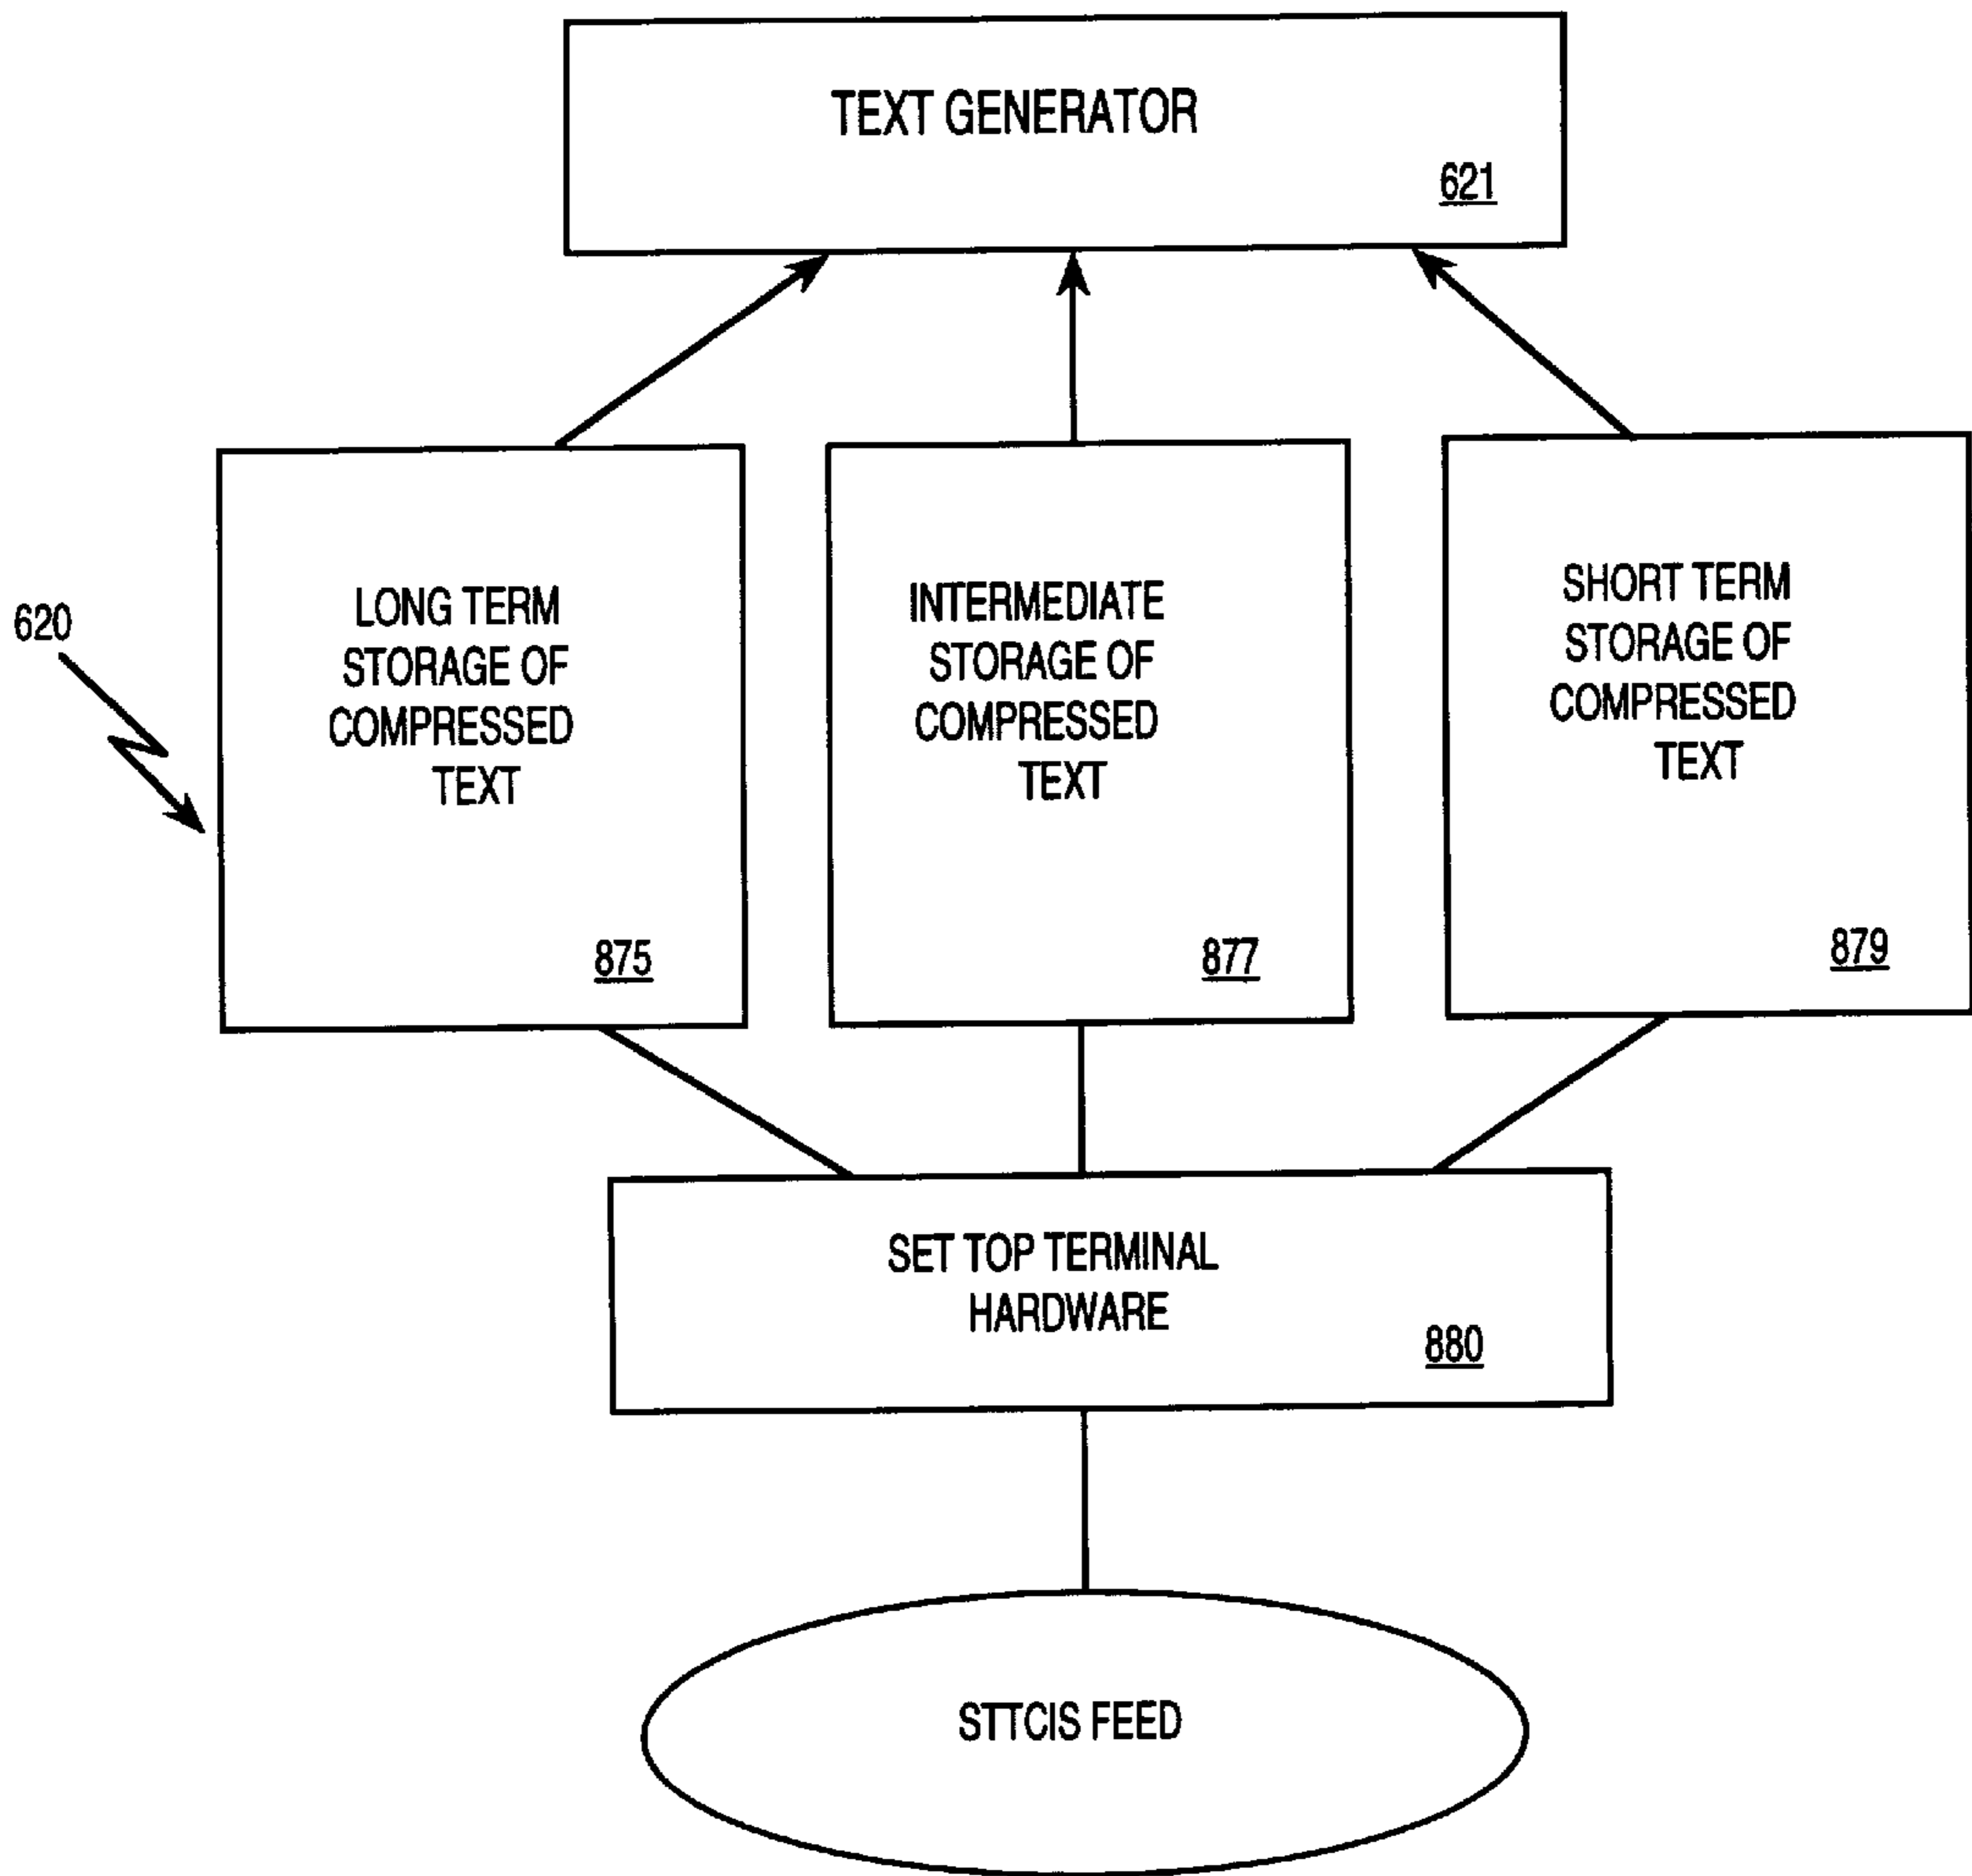 TEXT GENERATOR
621
620
LONG TERM
STORAGE OF
COMPRESSED
TEXT
875
INTERMEDIATE
STORAGE OF
COMPRESSED
TEXT
877
SHORT TERM
STORAGE OF
COMPRESSED
TEXT
879
SET TOP TERMINAL
HARDWARE
880
STTCIS FEED